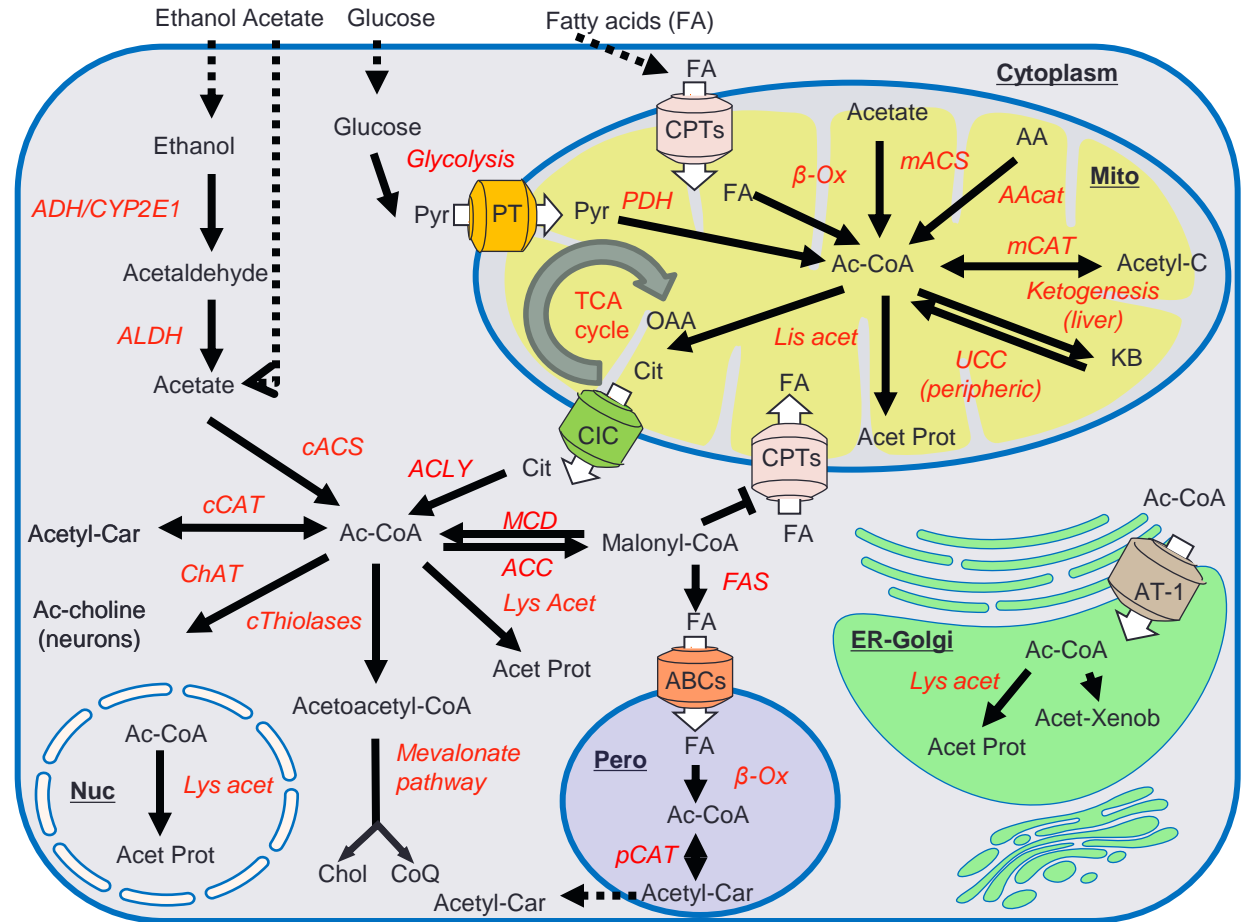 Ethanol Acetate
Glucose
Fatty acids (FA)
FA
Cytoplasm
Glucose
Ethanol
Glycolysis
CPTs
Acetate
AA
mACS
β-Ox
Mito
AAcat
ADH/CYP2E1
Pyr
PT
Pyr
PDH
FA
Acetaldehyde
Ac-CoA
mCAT
Acetyl-C
TCA
cycle
OAA
Ketogenesis
(liver)
ALDH
Lis acet
UCC
(peripheric)
KB
Acetate
Cit
FA
CIC
Acet Prot
cACS
ACLY
Cit
CPTs
cCAT
Acetyl-Car
Ac-CoA
MCD
ACC
Malonyl-CoA
FA
Ac-CoA
ChAT
Lys Acet
FAS
AT-1
Ac-choline
(neurons)
cThiolases
Acet Prot
FA
ER-Golgi
Ac-CoA
ABCs
Lys acet
Acet-Xenob
Acet Prot
Acetoacetyl-CoA
Ac-CoA
Lys acet
Nuc
Acet Prot
Mevalonate
pathway
Chol
CoQ
FA
Pero
β-Ox
Ac-CoA
pCAT
Acetyl-Car
Acetyl-Car